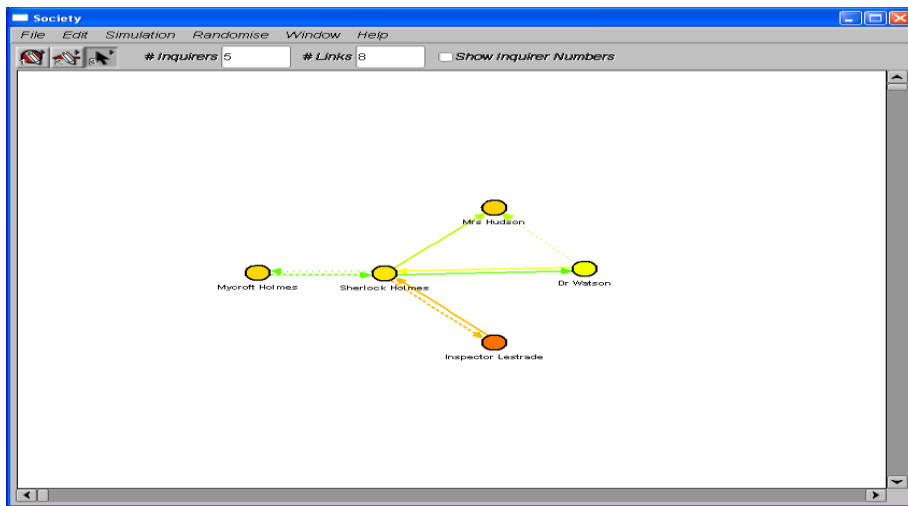 Society
File Edit Simulation Randomise Window Help
# Inquirers 5 # Links 8 Show Inquirer Numbers
Mrs Hudson
Mycroft Holmes Sherlock Holmes Dr Watson
Inspector Lestrade